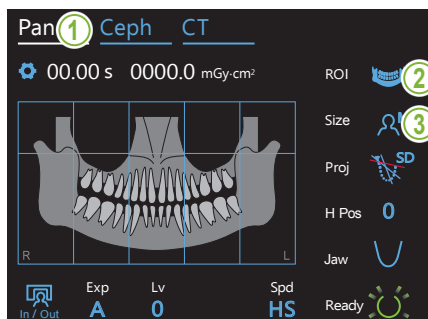 Pan 1 Ceph CT
00.00 s 0000.0 mGy·cm²
ROI 2
Size 3
Proj SD
H Pos 0
R L
Jaw
In / Out Exp A Lv 0 Spd HS
Ready